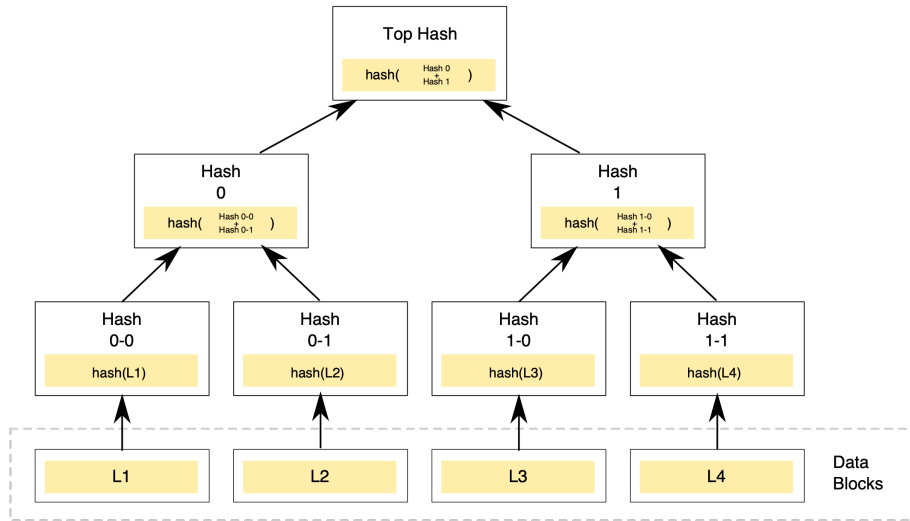 Top Hash
hash( Hash 0 + Hash 1 )
Hash
0
hash( Hash 0-0 + Hash 0-1 )
Hash
1
hash( Hash 1-0 + Hash 1-1 )
Hash
0-0
hash(L1)
Hash
0-1
hash(L2)
Hash
1-0
hash(L3)
Hash
1-1
hash(L4)
L1
L2
L3
L4
Data
Blocks